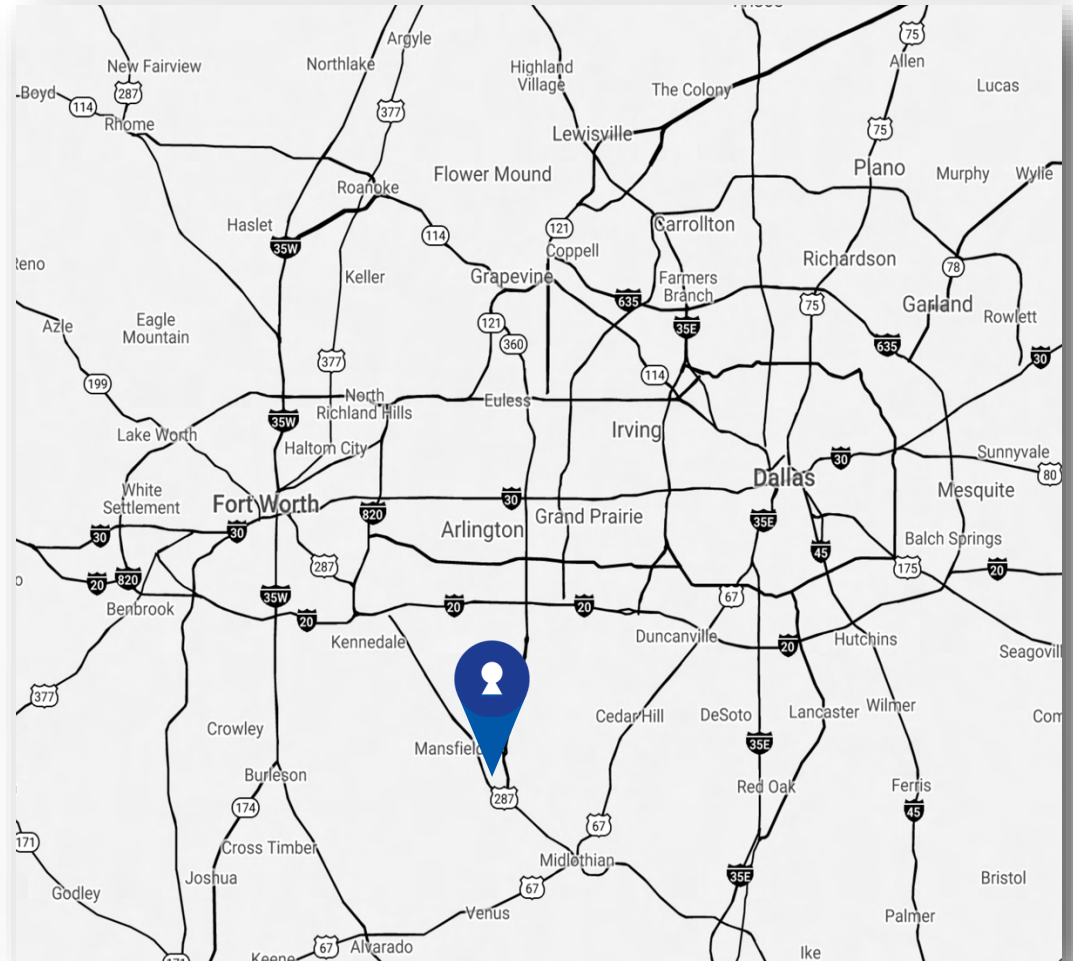 Argyle
75
New Fairview
Northlake
Highland
Village
Allen
Boyd
287
The Colony
Lucas
114
377
Rhome
Lewisville
75
Roanoke
Flower Mound
Plano
Murphy
Wylie
Haslet
35W
114
121
Carrollton
Coppell
Richardson
Keller
Grapevine
Farmers
Branch
78
635
75
Garland
Azle
Eagle
Mountain
121
360
35E
Rowlett
635
30
377
114
199
North
Richland Hills
Euless
35W
Lake Worth
Haltom City
Irving
30
Sunnyvale
80
White
Settlement
Fort Worth
Dallas
Mesquite
30
820
Arlington
Grand Prairie
35E
30
30
45
Balch Springs
287
175
20
20
820
35W
67
Benbrook
20
20
20
Kennedale
Duncanville
20
Hutchins
377
Crowley
Cedar Hill
DeSoto
Lancaster
Wilmer
Mansfield
35E
Burleson
Red Oak
Ferris
174
287
45
67
171
Cross Timber
Midlothian
Joshua
35E
Bristol
Godley
67
Venus
Palmer
67
Alvarado
Ike